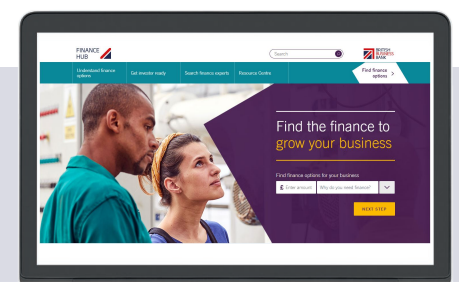 FINANCE
HUB
Search
BRITISH
BUSINESS
BANK
Understand finance
options
Get investor ready
Search finance experts
Resource Centre
Find finance
options
Find the finance to
grow your business
Find finance options for your business
£ Enter amount
Why do you need finance?
NEXT STEP